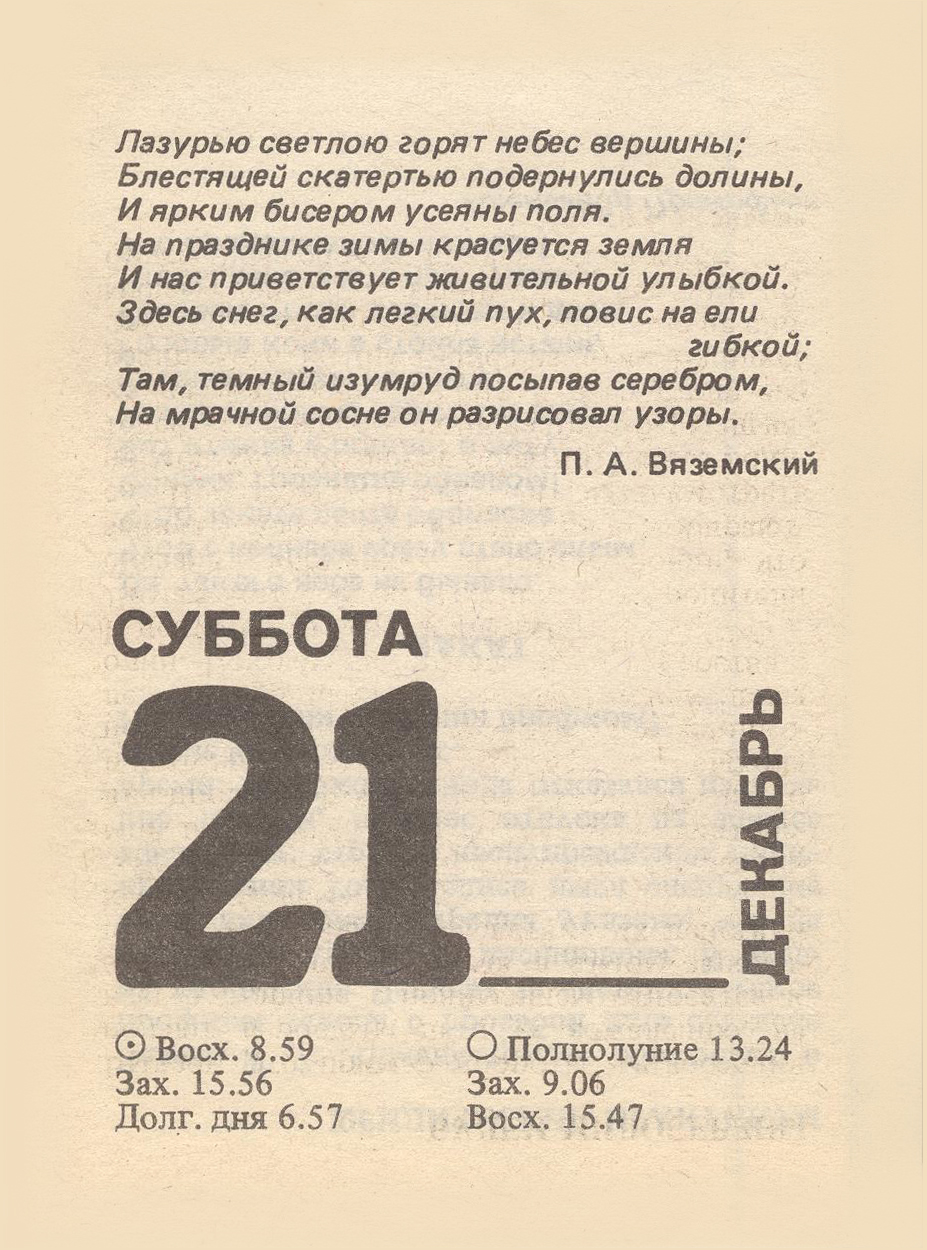 Лазурью светлою горят небес вершины;
Блестящей скатертью подернулись долины,
И ярким бисером усеяны поля.
На празднике зимы красуется земля
И нас приветствует живительной улыбкой.
Здесь снег, как легкий пух, повис на ели
гибкой;
Там, темный изумруд посыпав серебром,
На мрачной сосне он разрисовал узоры.
П. А. Вяземский
СУББОТА
21
ДЕКАБРЬ
Восх. 8.59
Зах. 15.56
Долг. дня 6.57
Полнолуние 13.24
Зах. 9.06
Восх. 15.47